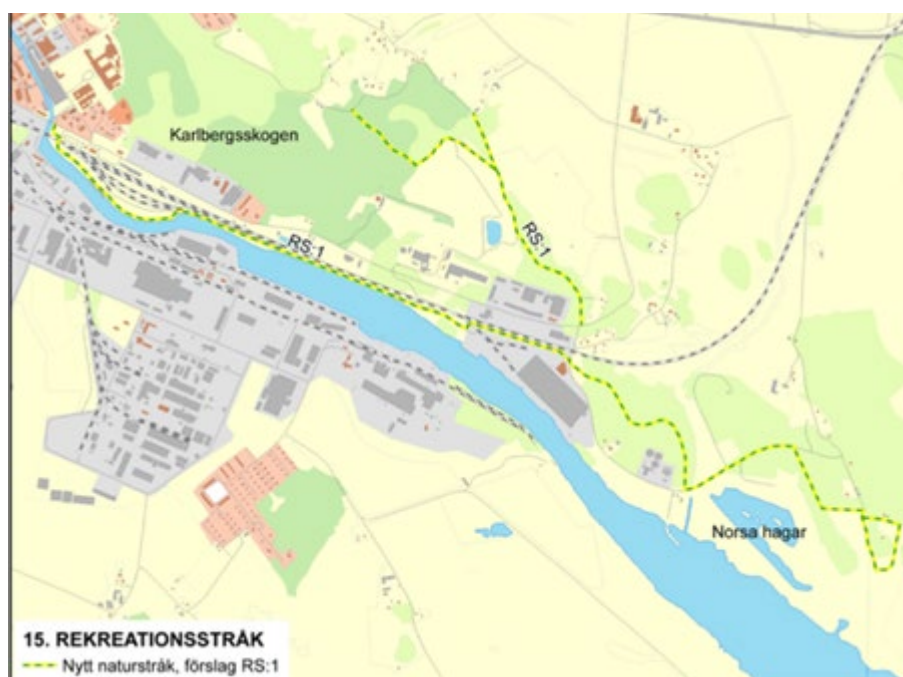 Karlbergsskogen
RS:1
RS:1
Norsa hagar
15. REKREATIONSSTRÅK
Nytt naturstråk, förslag RS:1